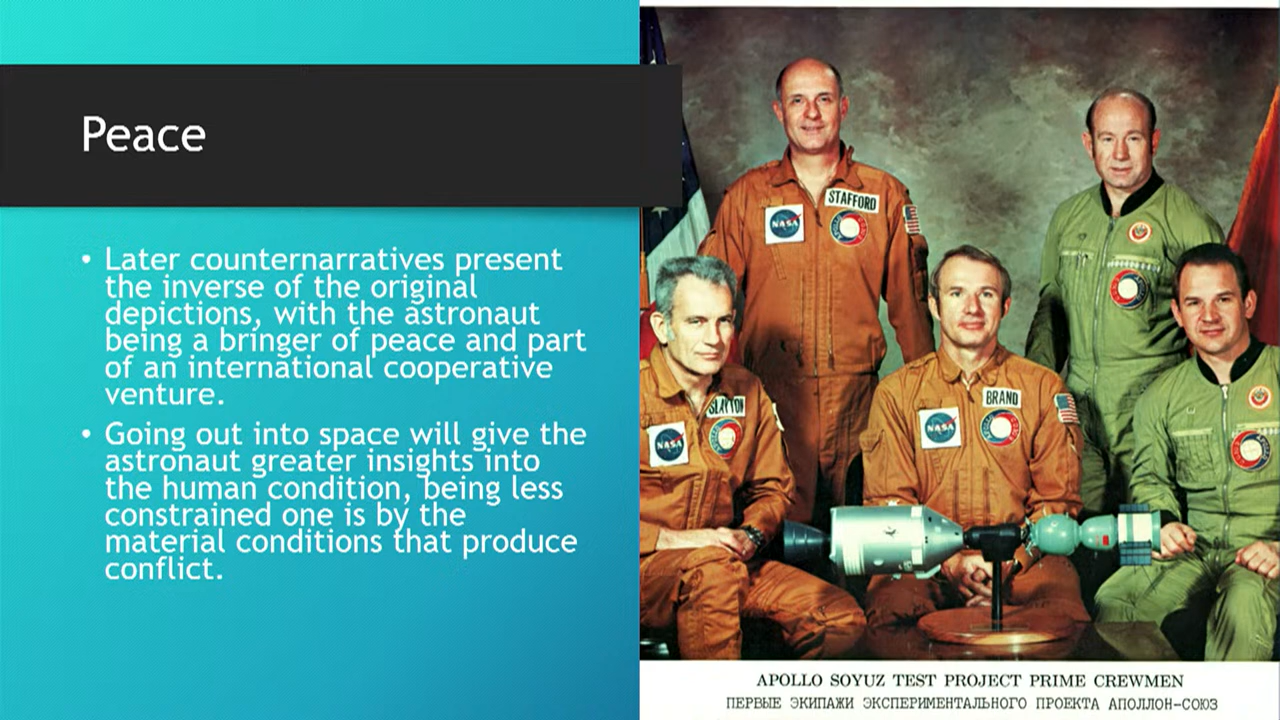 Peace
• Later counternarratives present
the inverse of the original
depictions, with the astronaut
being a bringer of peace and part
of an international cooperative
venture.
• Going out into space will give the
astronaut greater insights into
the human condition, being less
constrained one is by the
material conditions that produce
conflict.
STAFFORD
NASA
SLAYTON
NASA
BRAND
NASA
APOLLO SOYUZ TEST PROJECT PRIME CREWMEN
ПЕРВЫЕ ЭКИПАЖИ ЭКСПЕРИМЕНТАЛЬНОГО ПРОЕКТА АПОЛЛОН-СОЮЗ